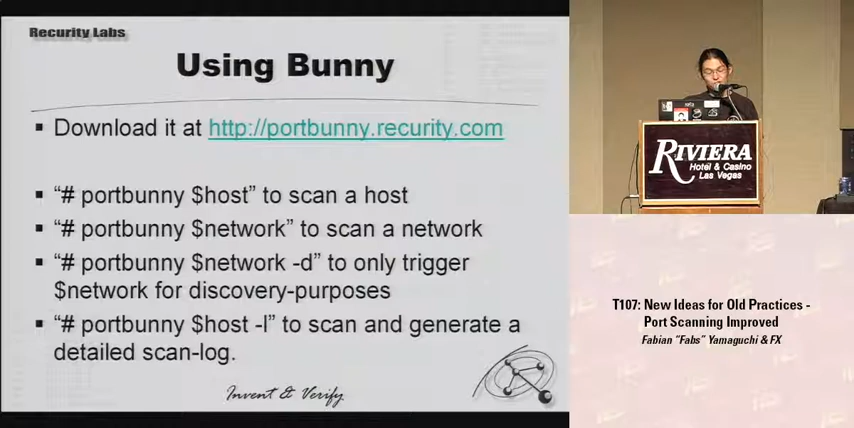 Recurity Labs
Using Bunny
Download it at http://portbunny.recurity.com
"# portbunny $host" to scan a host
"# portbunny $network" to scan a network
"# portbunny $network -d" to only trigger
$network for discovery-purposes
"# portbunny $host -l" to scan and generate a
detailed scan-log.
Invent & Verify
RIVIERA
Hotel & Casino
Las Vegas
T107: New Ideas for Old Practices -
Port Scanning Improved
Fabian "Fabs" Yamaguchi & FX